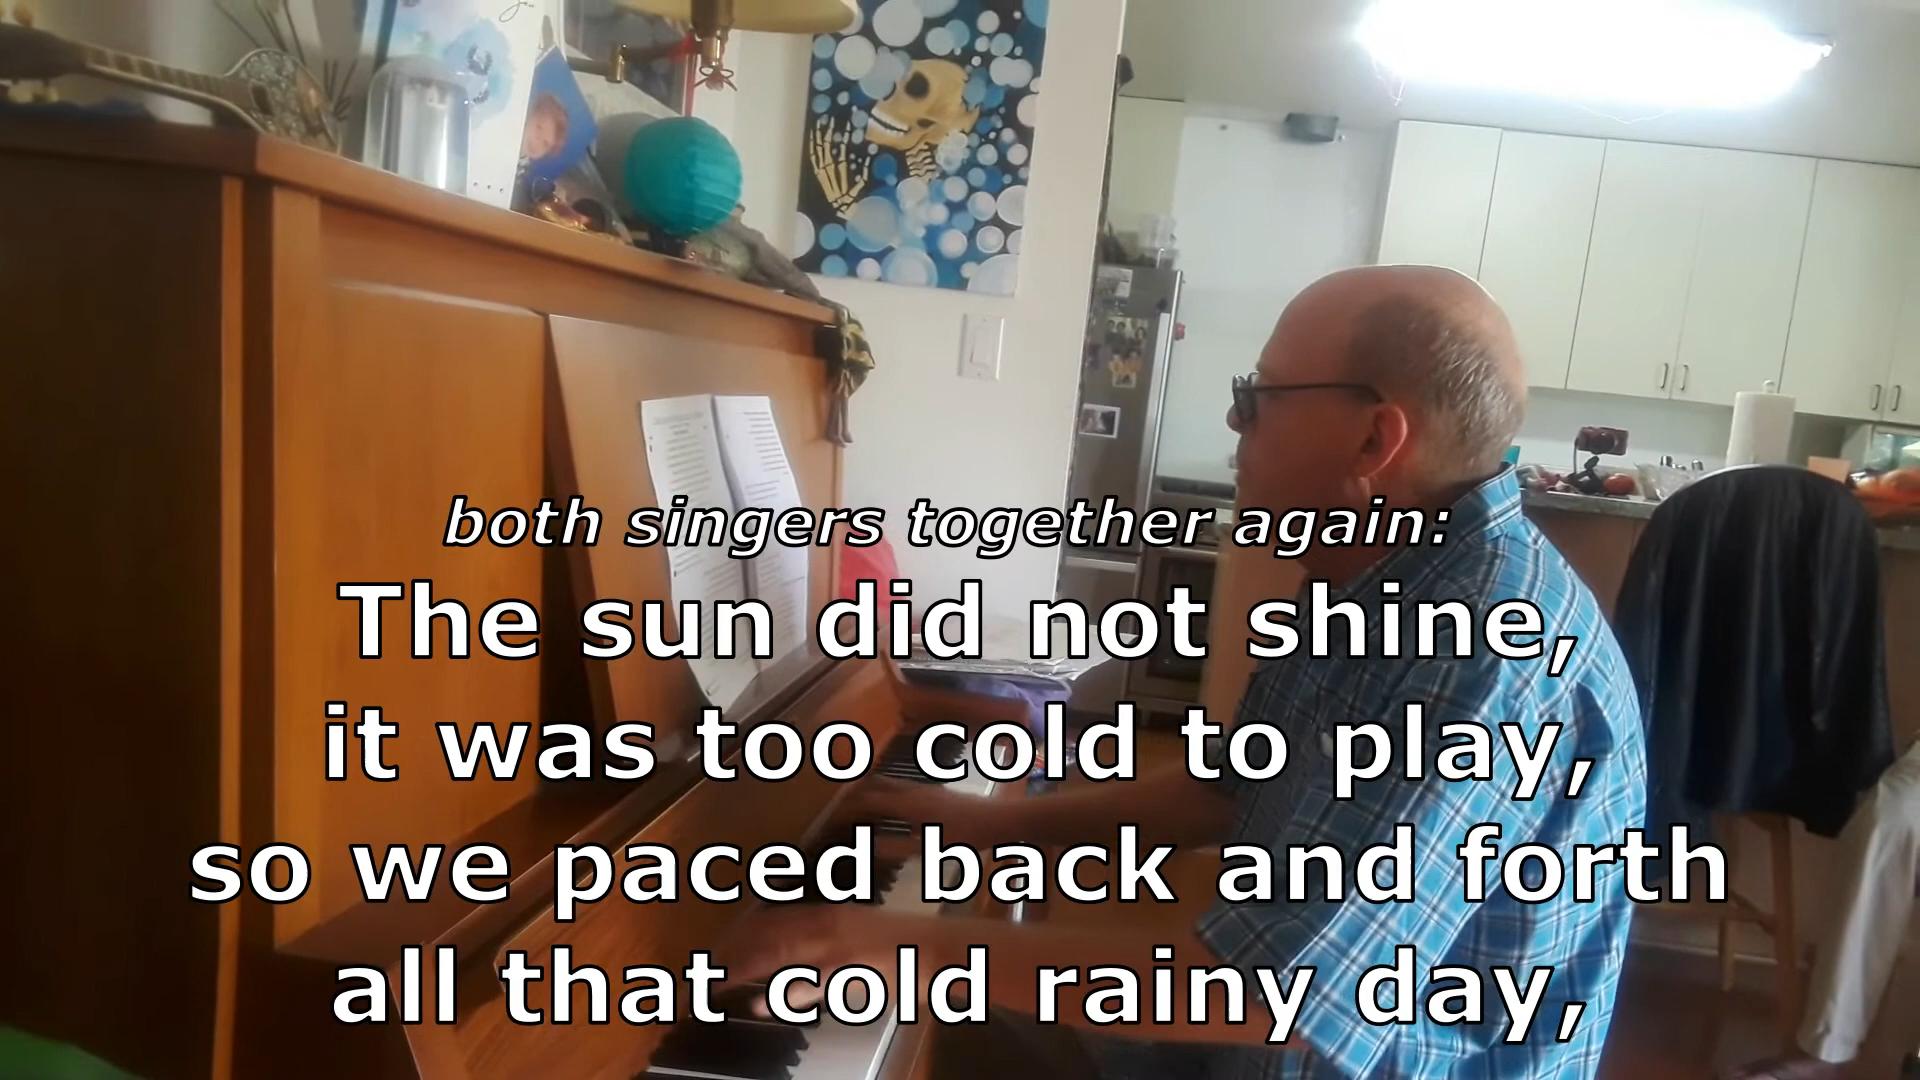 both singers together again:
The sun did not shine,
it was too cold to play,
so we paced back and forth
all that cold rainy day,